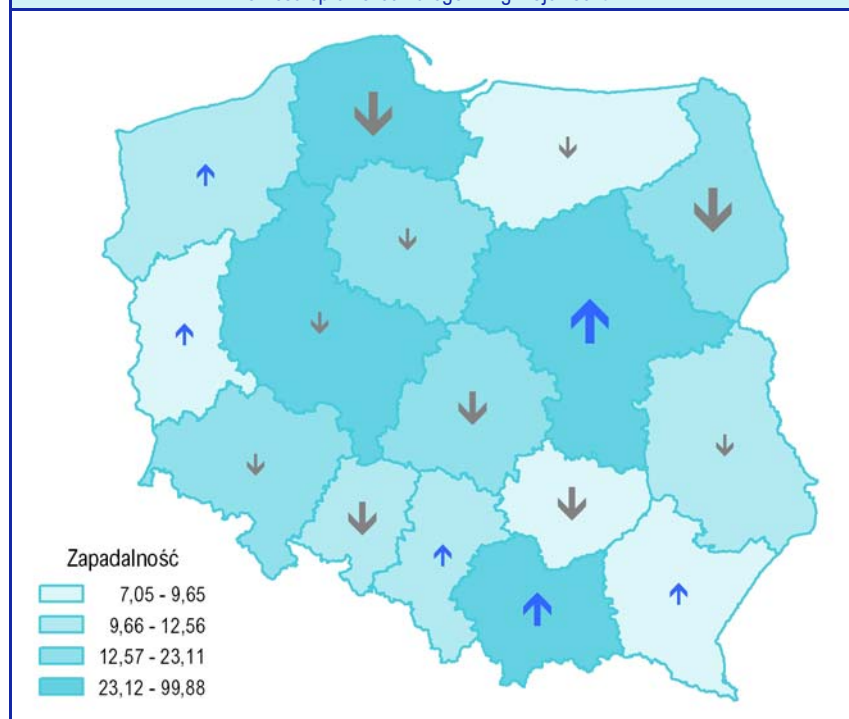 Zapadalność
7,05 - 9,65
9,66 - 12,56
12,57 - 23,11
23,12 - 99,88